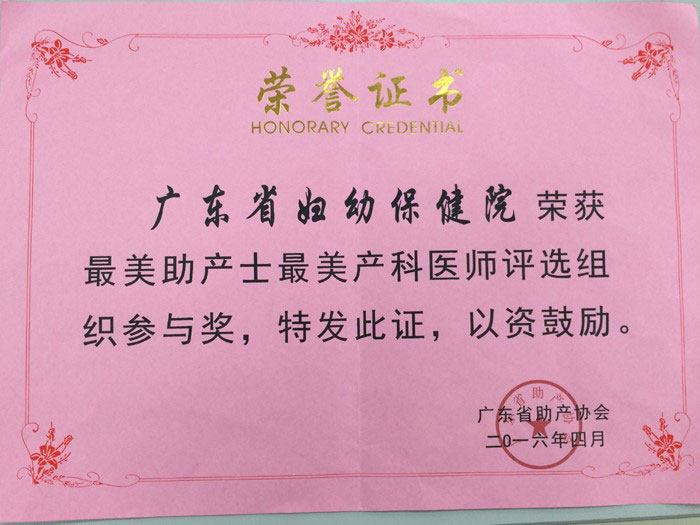 荣誉证书
HONORARY CREDENTIAL
广东省妇幼保健院 荣获
最美助产士最美产科医师评选组
织参与奖，特发此证，以资鼓励。
广东省助产协会
二0一六年四月